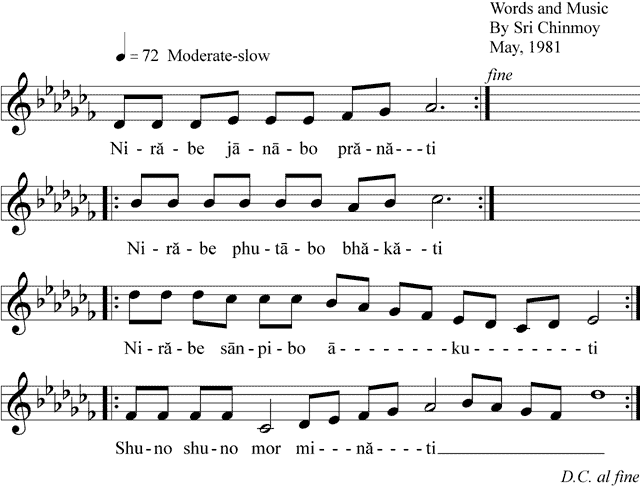 Words and Music
By Sri Chinmoy
May, 1981
= 72 Moderate-slow
fine
Ni - ră - be jā - nā - bo pră - nă - - - ti
Ni - ră - be phu - tā - bo bhă - kă - ti
Ni - ră - be sān - pi - bo ā - - - - - - - - ku - - - - - - - - - ti
Shu - no shu - no mor mi - - - nă - - - - ti
D.C. al fine